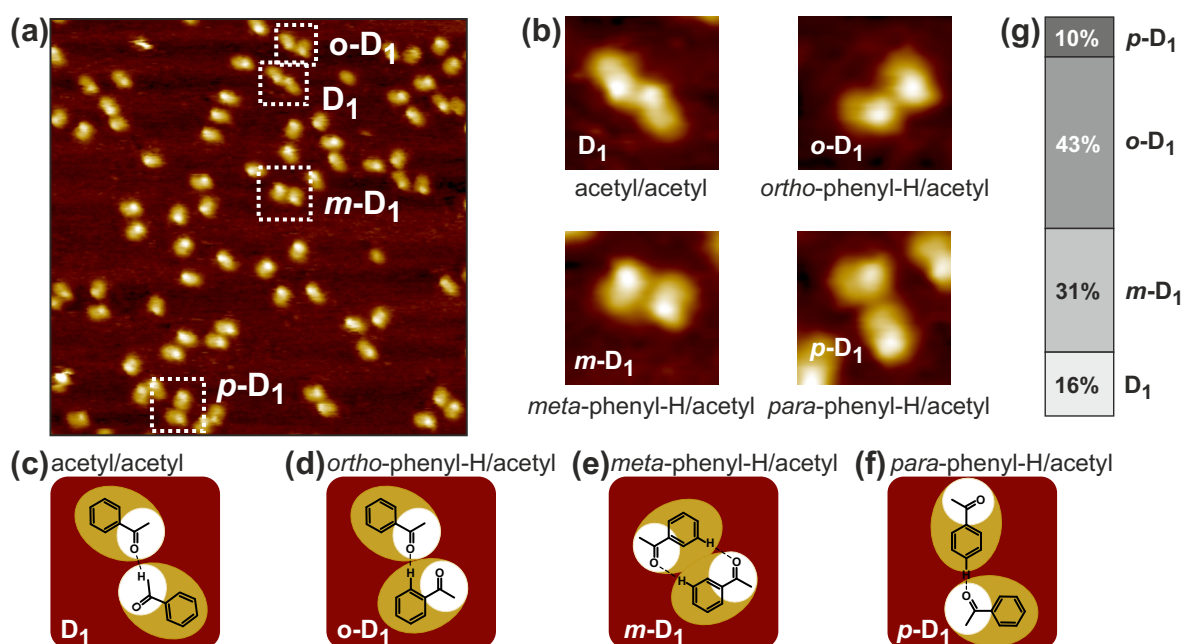 (a)
o-D1
D1
m-D1
p-D1
(b)
D1
acetyl/acetyl
o-D1
ortho-phenyl-H/acetyl
m-D1
meta-phenyl-H/acetyl
p-D1
para-phenyl-H/acetyl
(g)
10% p-D1
43% o-D1
31% m-D1
16% D1
(c) acetyl/acetyl
O
H
O
D1
(d) ortho-phenyl-H/acetyl
O
H
O
o-D1
(e) meta-phenyl-H/acetyl
H
O
O
H
m-D1
(f) para-phenyl-H/acetyl
O
H
O
p-D1